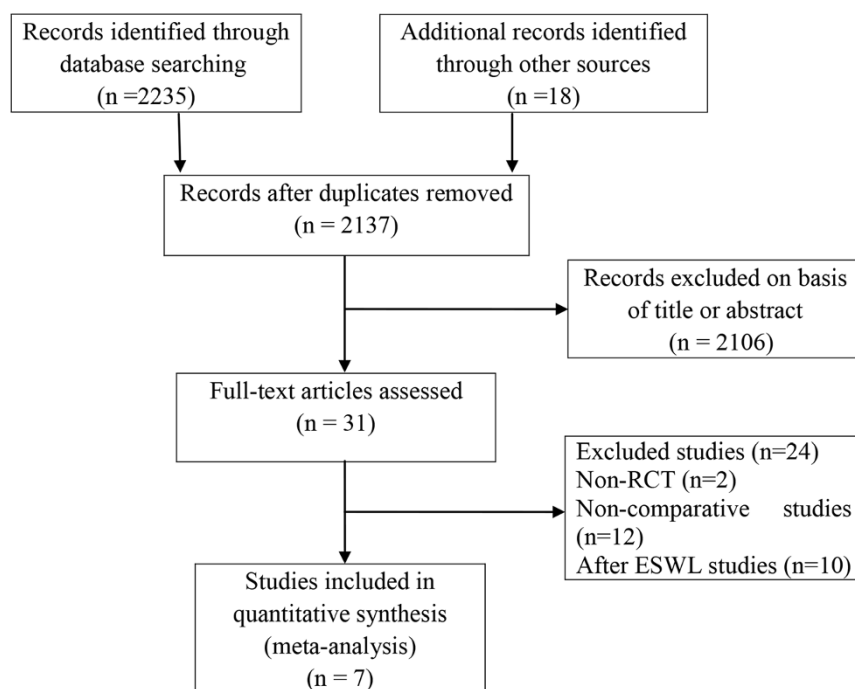 Records identified through
database searching
(n =2235)
Additional records identified
through other sources
(n =18)
Records after duplicates removed
(n = 2137)
Records excluded on basis
of title or abstract
(n = 2106)
Full-text articles assessed
(n = 31)
Excluded studies (n=24)
Non-RCT (n=2)
Non-comparative studies
(n=12)
After ESWL studies (n=10)
Studies included in
quantitative synthesis
(meta-analysis)
(n = 7)